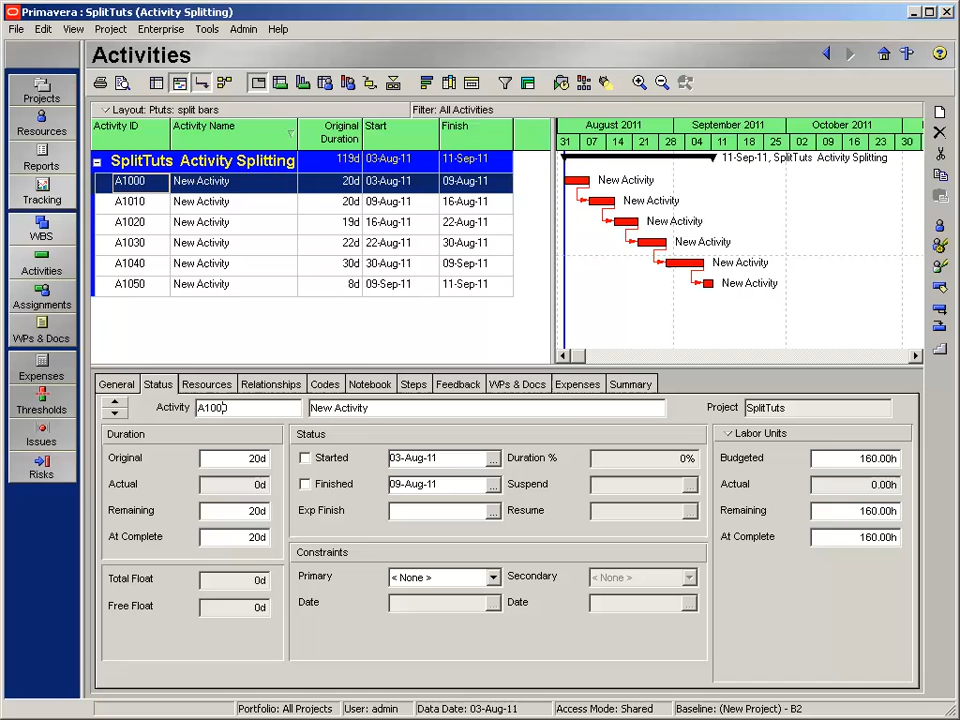 Primavera : SplitTuts (Activity Splitting)
File Edit View Project Enterprise Tools Admin Help
Activities
Layout: Ptuts: split bars Filter: All Activities
Activity ID Activity Name Original Duration Start Finish August 2011 September 2011 October 2011
31 07 14 21 28 04 11 18 25 02 09 16 23 30
SplitTuts Activity Splitting 119d 03-Aug-11 11-Sep-11 11-Sep-11, SplitTuts Activity Splitting
A1000 New Activity 20d 03-Aug-11 09-Aug-11 New Activity
A1010 New Activity 20d 09-Aug-11 16-Aug-11 New Activity
A1020 New Activity 19d 16-Aug-11 22-Aug-11 New Activity
A1030 New Activity 22d 22-Aug-11 30-Aug-11 New Activity
A1040 New Activity 30d 30-Aug-11 09-Sep-11 New Activity
A1050 New Activity 8d 09-Sep-11 11-Sep-11 New Activity
Projects
Resources
Reports
Tracking
WBS
Activities
Assignments
WPs & Docs
Expenses
Thresholds
Issues
Risks
General Status Resources Relationships Codes Notebook Steps Feedback WPs & Docs Expenses Summary
Activity A1000 New Activity Project SplitTuts
Duration
Original 20d
Actual 0d
Remaining 20d
At Complete 20d
Total Float 0d
Free Float 0d
Status
Started 03-Aug-11 Duration % 0%
Finished 09-Aug-11 Suspend
Exp Finish Resume
Constraints
Primary < None > Secondary < None >
Date Date
Labor Units
Budgeted 160.00h
Actual 0.00h
Remaining 160.00h
At Complete 160.00h
Portfolio: All Projects User: admin Data Date: 03-Aug-11 Access Mode: Shared Baseline: (New Project) - B2